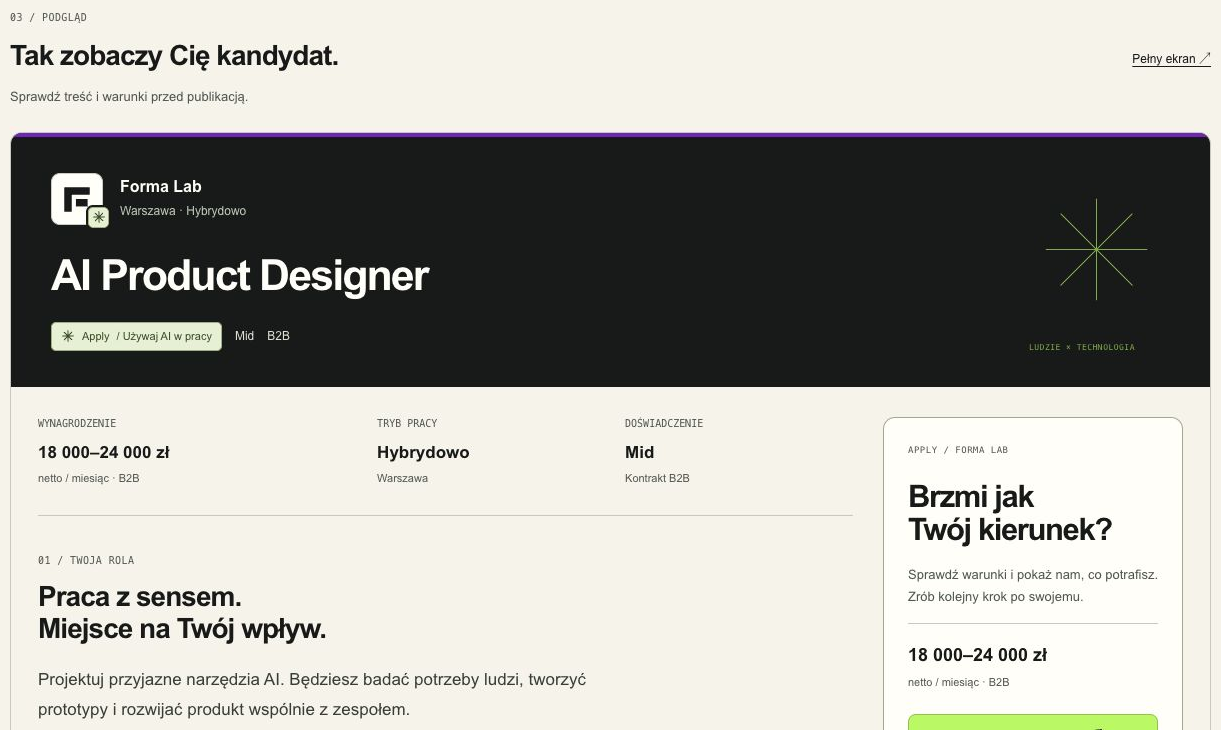 03 / PODGLĄD
Tak zobaczy Cię kandydat.
Pełny ekran ↗
Sprawdź treść i warunki przed publikacją.
Forma Lab
Warszawa · Hybrydowo
AI Product Designer
Apply / Używaj AI w pracy
Mid
B2B
LUDZIE × TECHNOLOGIA
WYNAGRODZENIE
18 000–24 000 zł
netto / miesiąc · B2B
TRYB PRACY
Hybrydowo
Warszawa
DOŚWIADCZENIE
Mid
Kontrakt B2B
01 / TWOJA ROLA
Praca z sensem.
Miejsce na Twój wpływ.
Projektuj przyjazne narzędzia AI. Będziesz badać potrzeby ludzi, tworzyć
prototypy i rozwijać produkt wspólnie z zespołem.
APPLY / FORMA LAB
Brzmi jak
Twój kierunek?
Sprawdź warunki i pokaż nam, co potrafisz.
Zrób kolejny krok po swojemu.
18 000–24 000 zł
netto / miesiąc · B2B